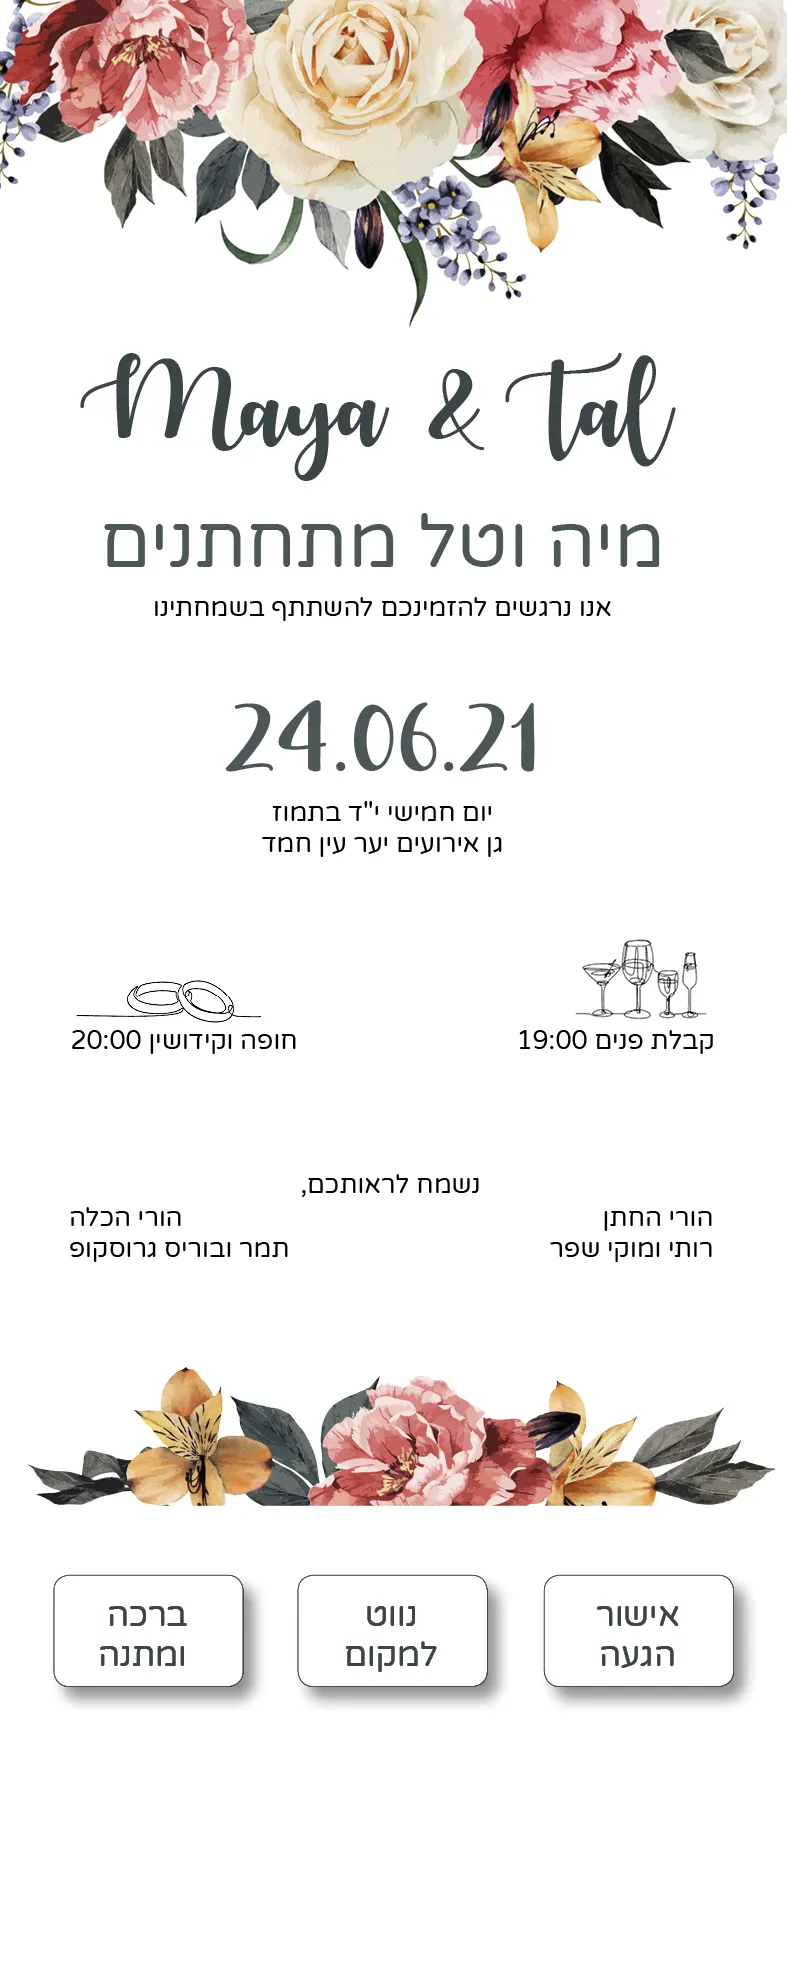 Maya & Tal
מיה וטל מתחתנים
אנו נרגשים להזמינכם להשתתף בשמחתינו
24.06.21
יום חמישי י"ד בתמוז
גן אירועים יער עין חמד
קבלת פנים 19:00
חופה וקידושין 20:00
נשמח לראותכם,
הורי החתן
רותי ומוקי שפר
הורי הכלה
תמר ובוריס גרוסקופ
אישור
הגעה
נווט
למקום
ברכה
ומתנה